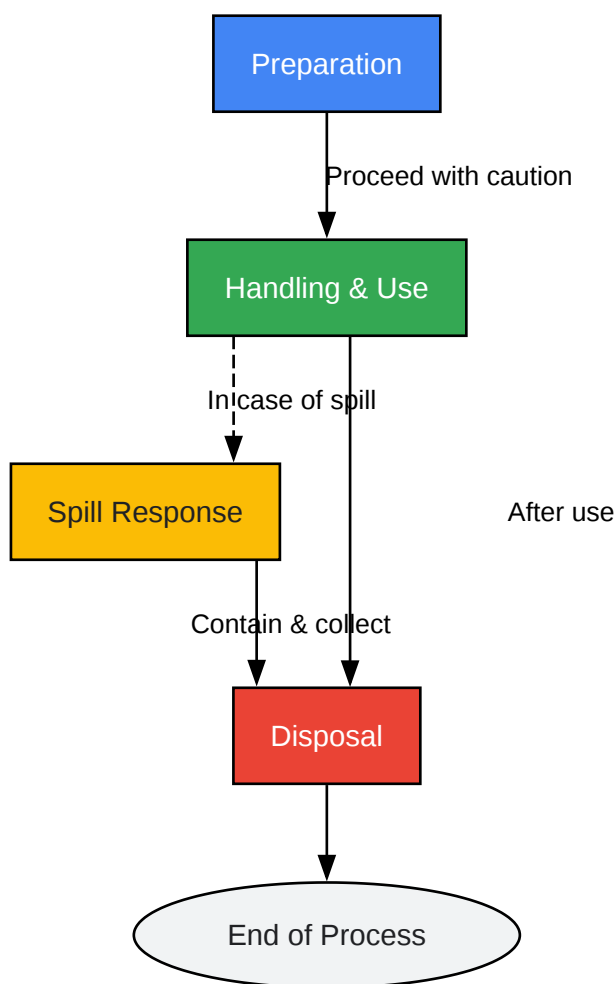 Preparation
Proceed with caution
Handling & Use
In case of spill
Spill Response
After use
Contain & collect
Disposal
End of Process